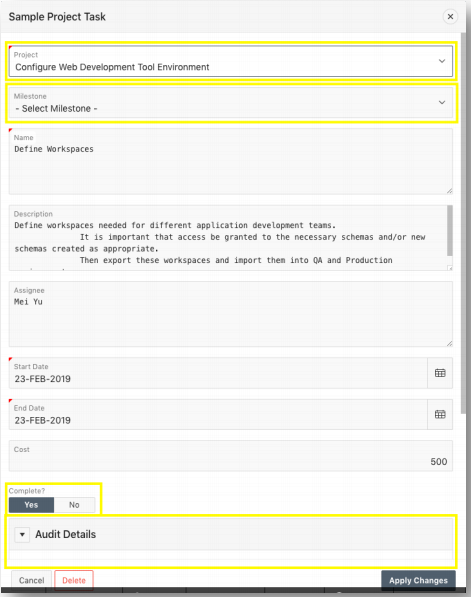 Sample Project Task
Project
Configure Web Development Tool Environment
Milestone
- Select Milestone -
Name
Define Workspaces
Description
Define workspaces needed for different application development teams.
It is important that access be granted to the necessary schemas and/or new
schemas created as appropriate.
Then export these workspaces and import them into QA and Production
Assignee
Mei Yu
Start Date
23-FEB-2019
End Date
23-FEB-2019
Cost
500
Complete?
Yes No
Audit Details
Cancel Delete Apply Changes